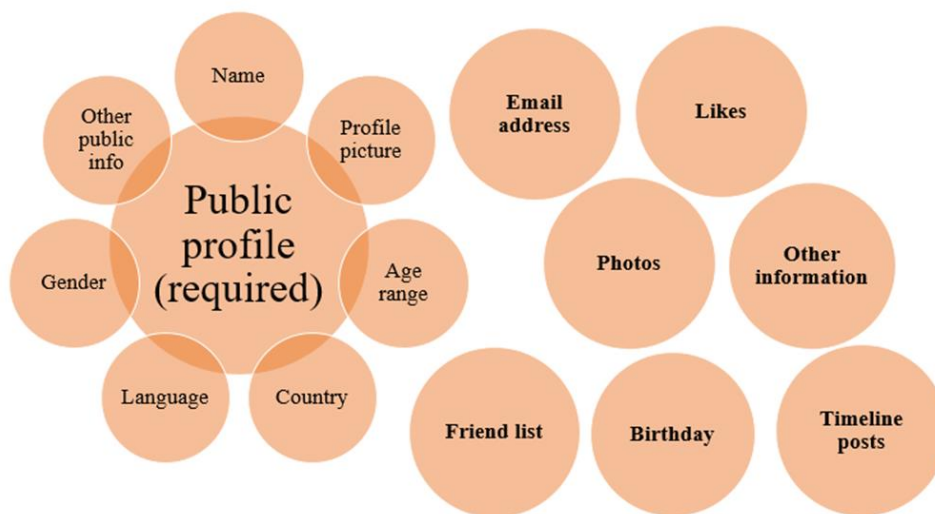 Name
Profile
picture
Age
range
Country
Language
Gender
Other
public
info
Public
profile
(required)
Email
address
Likes
Photos
Other
information
Friend list
Birthday
Timeline
posts